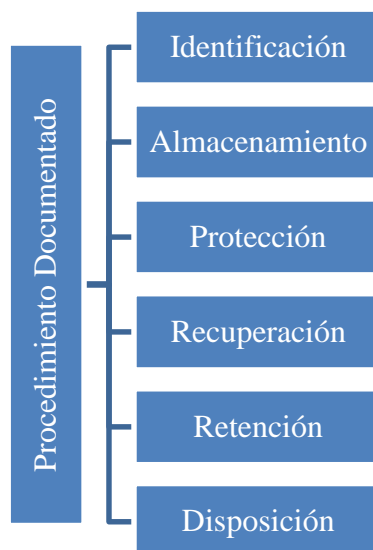 Procedimiento Documentado
Identificación
Almacenamiento
Protección
Recuperación
Retención
Disposición